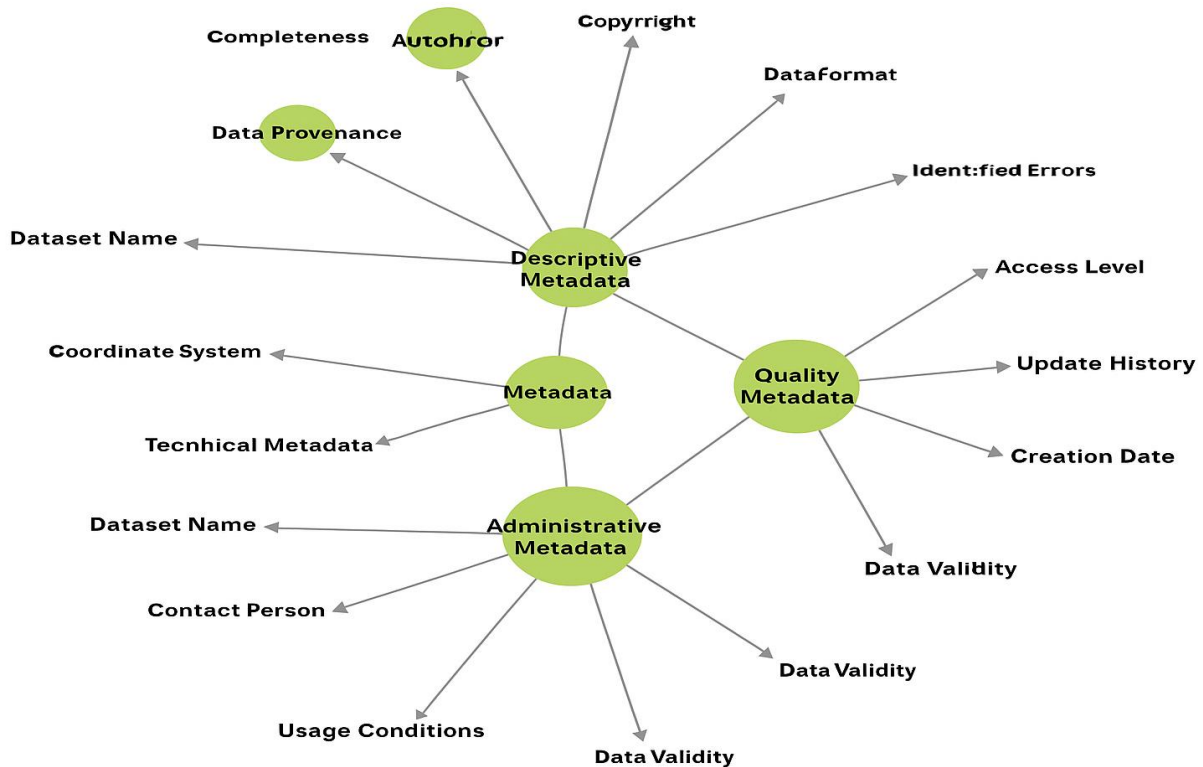 Copyrright
Completeness
Autohror
DataFormat
Data Provenance
Ident:fied Errors
Dataset Name
Descriptive
Metadata
Access Level
Coordinate System
Update History
Quality
Metadata
Metadata
Tecnhical Metadata
Creation Date
Dataset Name
Administrative
Metadata
Data Validity
Contact Person
Data Validity
Usage Conditions
Data Validity